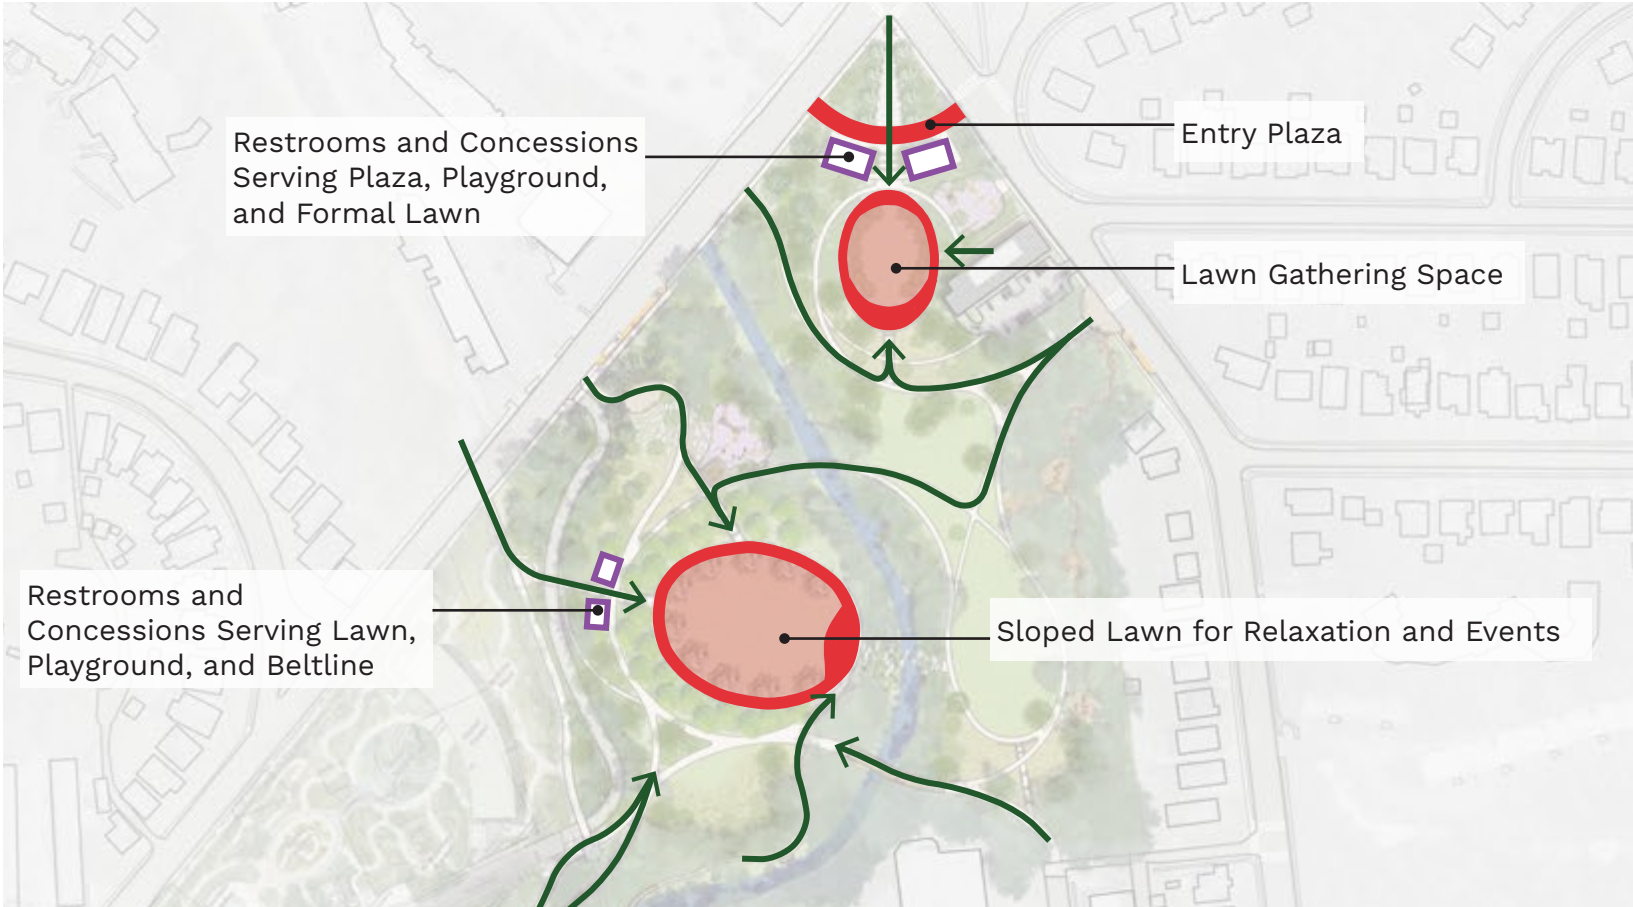 Restrooms and Concessions
Serving Plaza, Playground,
and Formal Lawn
Entry Plaza
Lawn Gathering Space
Restrooms and
Concessions Serving Lawn,
Playground, and Beltline
Sloped Lawn for Relaxation and Events